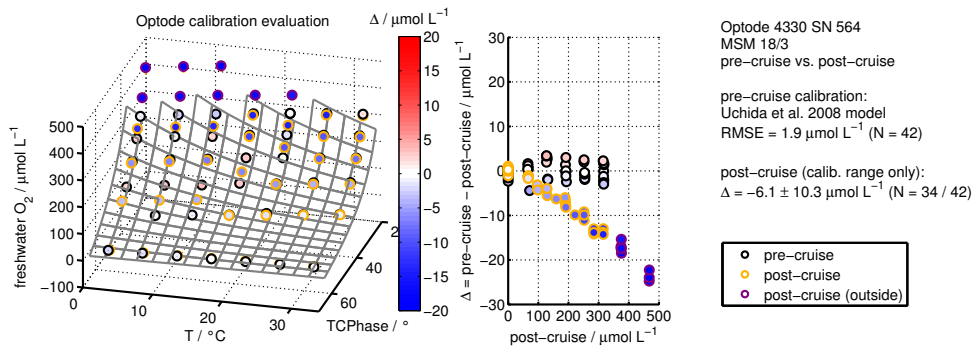 Optode calibration evaluation
Δ / μmol L⁻¹
20
15
10
5
0
−5
−10
−15
−20
freshwater O₂ / μmol L⁻¹
500
400
300
200
100
0
−100
0
10
20
30
T / °C
2
40
60
TCPhase / °
Δ = pre−cruise − post−cruise / μmol L⁻¹
30
20
10
0
−10
−20
−30
0 100 200 300 400 500
post−cruise / μmol L⁻¹
Optode 4330 SN 564
MSM 18/3
pre−cruise vs. post−cruise
pre−cruise calibration:
Uchida et al. 2008 model
RMSE = 1.9 μmol L⁻¹ (N = 42)
post−cruise (calib. range only):
Δ = −6.1 ± 10.3 μmol L⁻¹ (N = 34 / 42)
pre−cruise
post−cruise
post−cruise (outside)